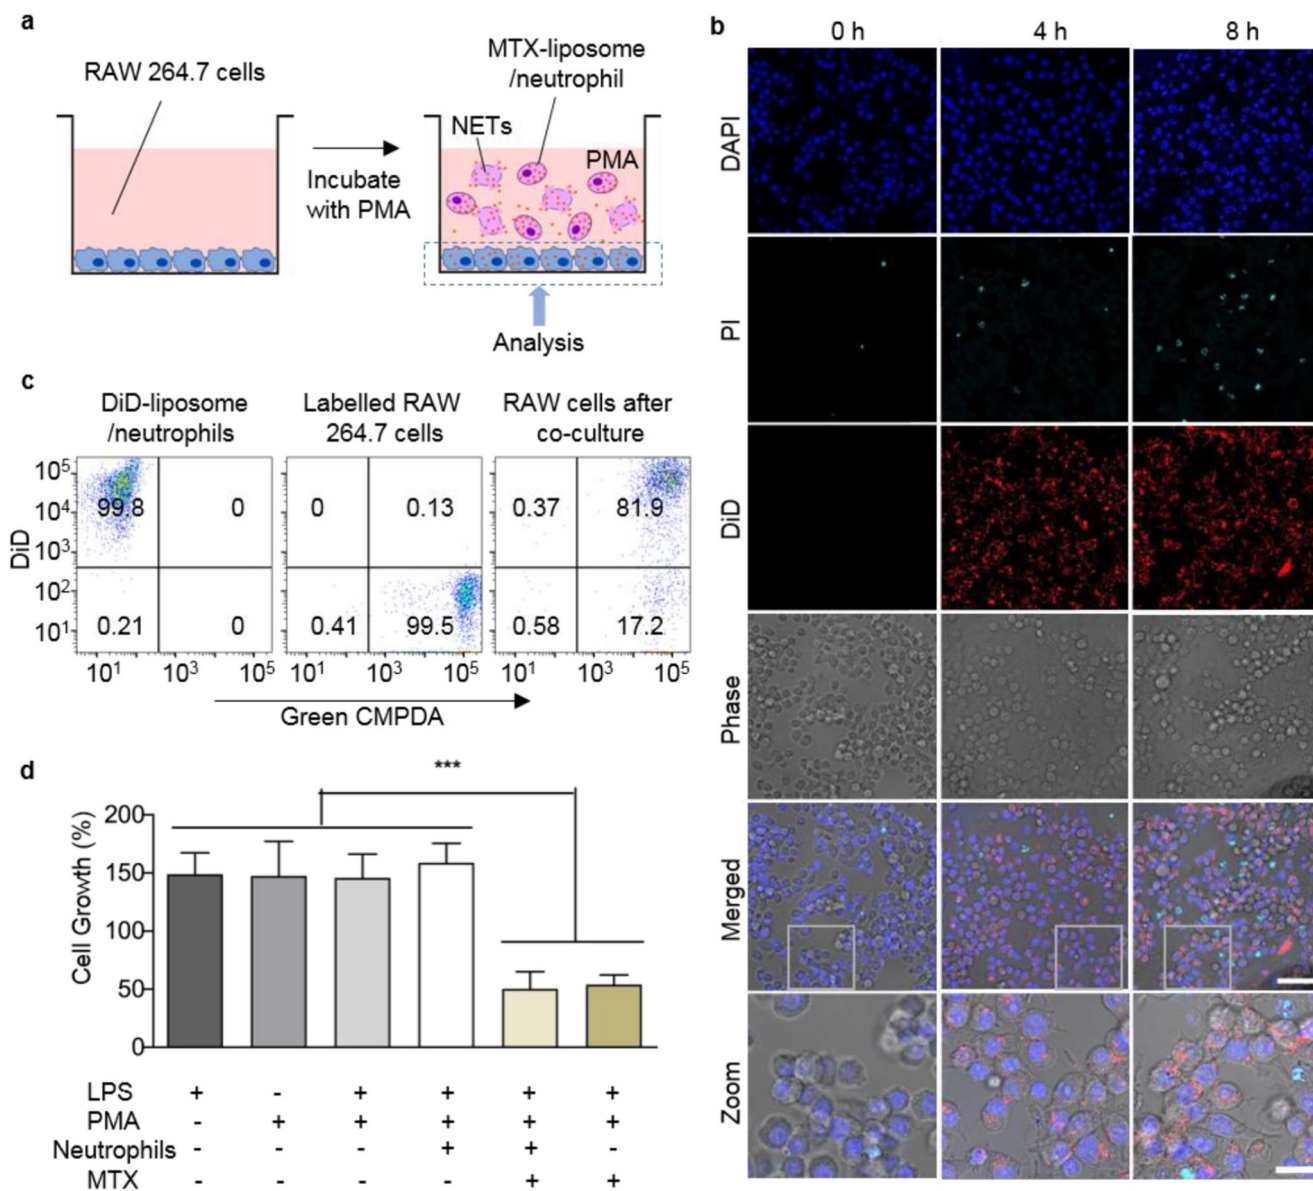 a
RAW 264.7 cells
MTX-liposome
/neutrophil
NETs
PMA
Incubate
with PMA
Analysis
b
0 h
4 h
8 h
DAPI
PI
DiD
Phase
Merged
Zoom
c
DiD-liposome
/neutrophils
Labelled RAW
264.7 cells
RAW cells after
co-culture
DiD
10⁵
10⁴
10³
10²
10¹
99.8
0
0.21
0
0
0.13
0.41
99.5
0.37
81.9
0.58
17.2
10¹ 10³ 10⁵
10¹ 10³ 10⁵
10¹ 10³ 10⁵
Green CMPDA
d
***
Cell Growth (%)
200
150
100
50
0
LPS + - + + + +
PMA - + + + + +
Neutrophils - - - + + -
MTX - - - - + +